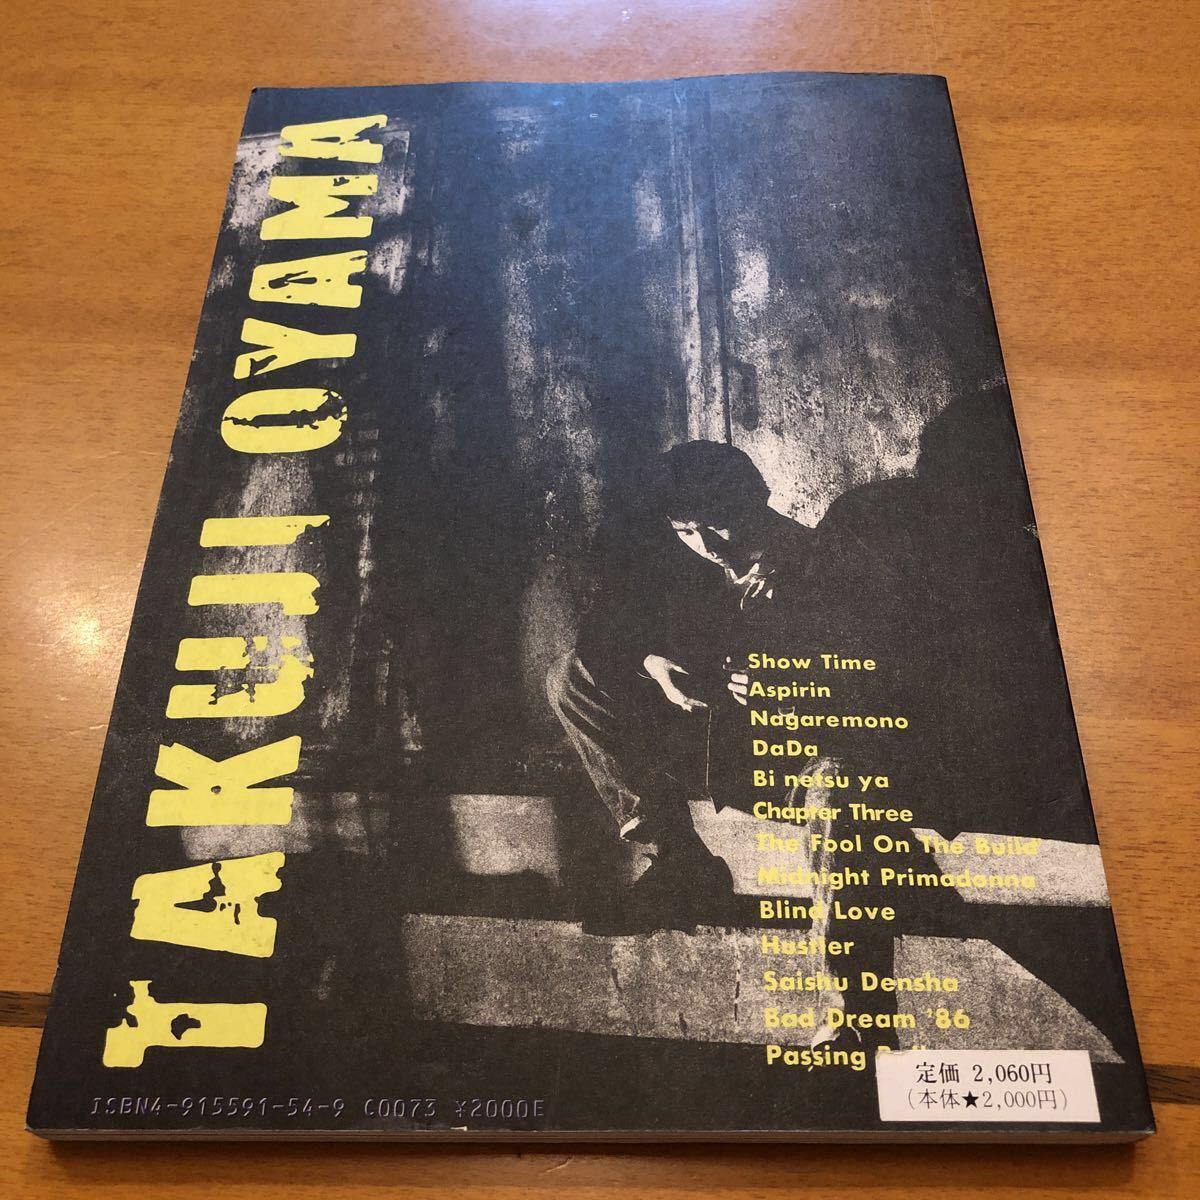 TAKUJI OYAMA
Show Time
Aspirin
Nagaremono
DaDa
Bi netsu ya
Chapter Three
The Fool On The Build'
Midnight Primadonna
Blind Love
Hustler
Saishu Densha
Bad Dream '86
Passing
定価 2,060円
(本体★2,000円)
ISBN4-915591-54-9 C0073 ¥2000E